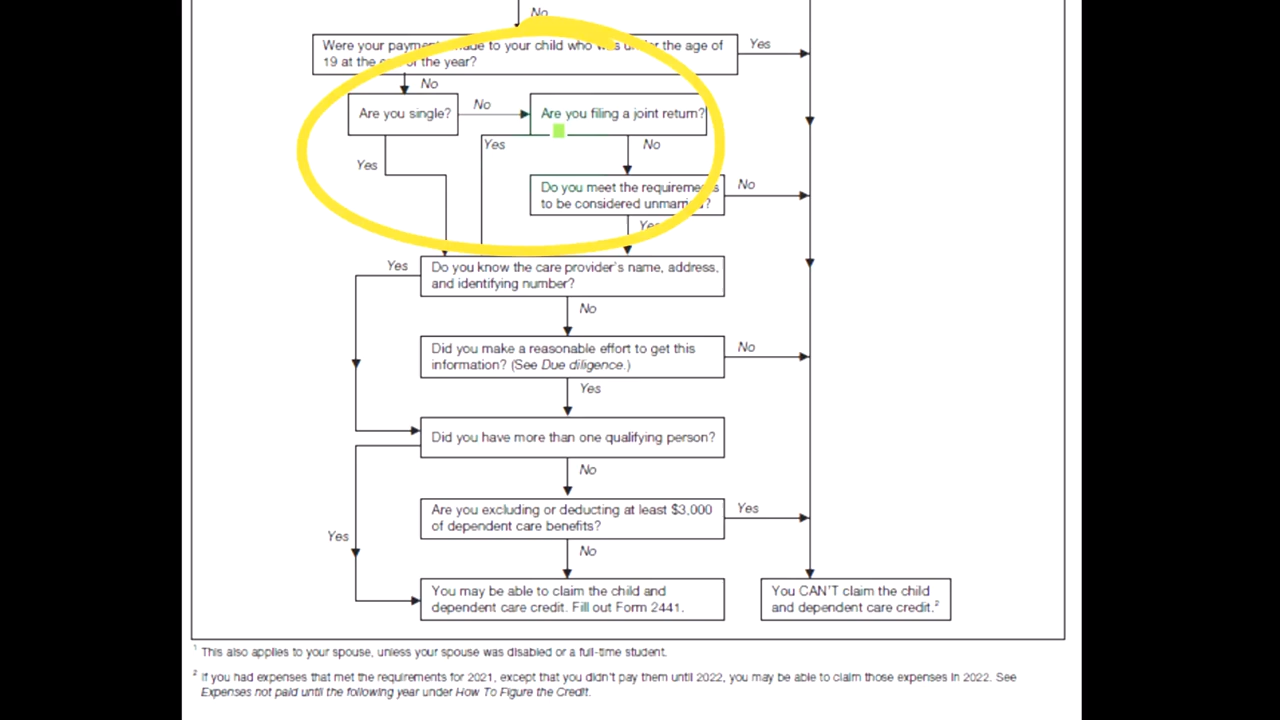 No
Were your payments made to your child who was under the age of
19 at the end of the year?
Yes
No
Are you single?
No
Are you filing a joint return?
Yes
No
Yes
Do you meet the requirements
to be considered unmarried?
No
Yes
Yes
Do you know the care provider's name, address,
and identifying number?
No
Did you make a reasonable effort to get this
information? (See Due diligence.)
No
Yes
Did you have more than one qualifying person?
No
Are you excluding or deducting at least $3,000
of dependent care benefits?
Yes
Yes
No
You may be able to claim the child and
dependent care credit. Fill out Form 2441.
You CAN'T claim the child
and dependent care credit.²
¹ This also applies to your spouse, unless your spouse was disabled or a full-time student.
² If you had expenses that met the requirements for 2021, except that you didn't pay them until 2022, you may be able to claim those expenses in 2022. See
Expenses not paid until the following year under How To Figure the Credit.